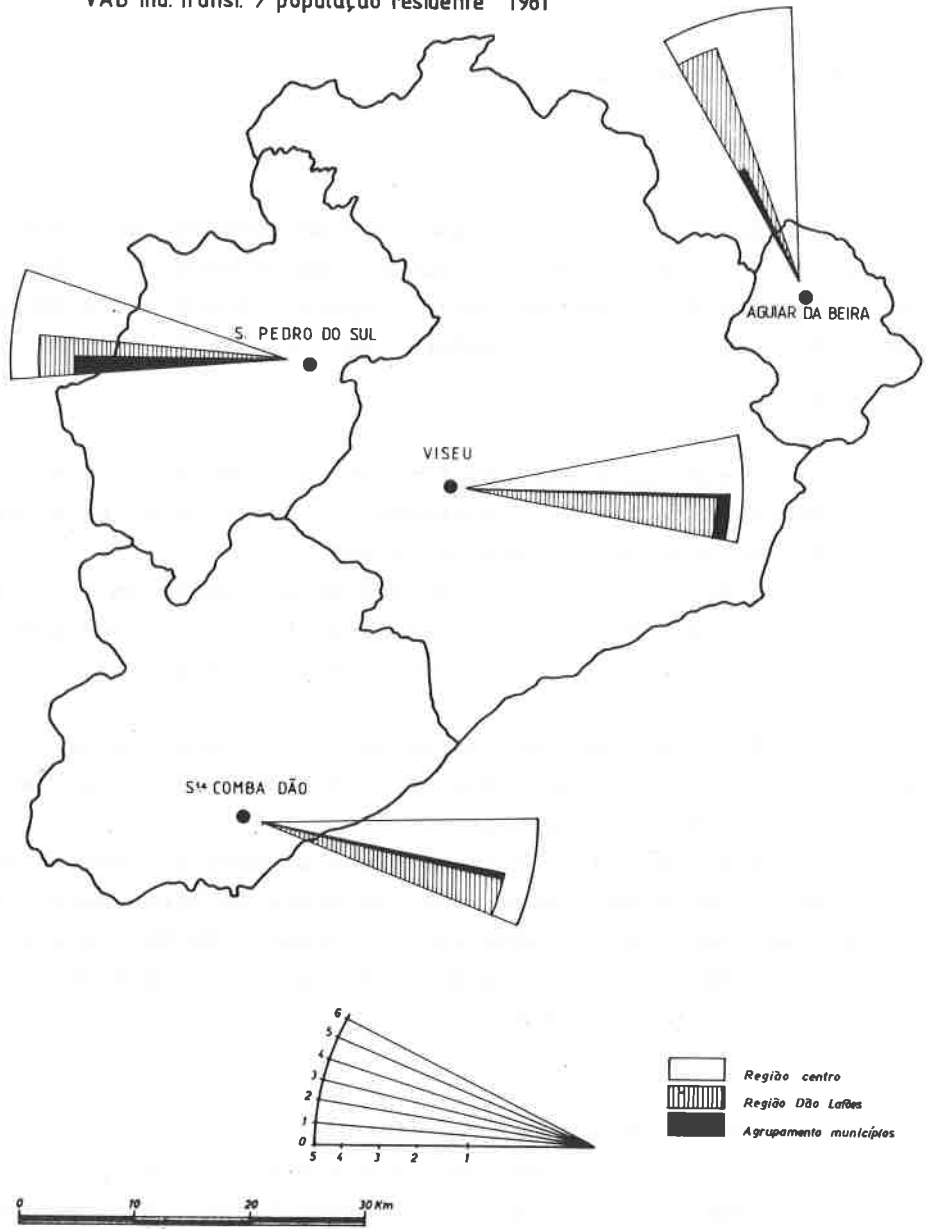 VAB Ind. Transf. / população residente 1981
AGUIAR DA BEIRA
S. PEDRO DO SUL
VISEU
Sta COMBA DÃO
6
5
4
3
2
1
0
5 4 3 2 1
Região centro
Região Dão Lafões
Agrupamento municípios
0 10 20 30 Km